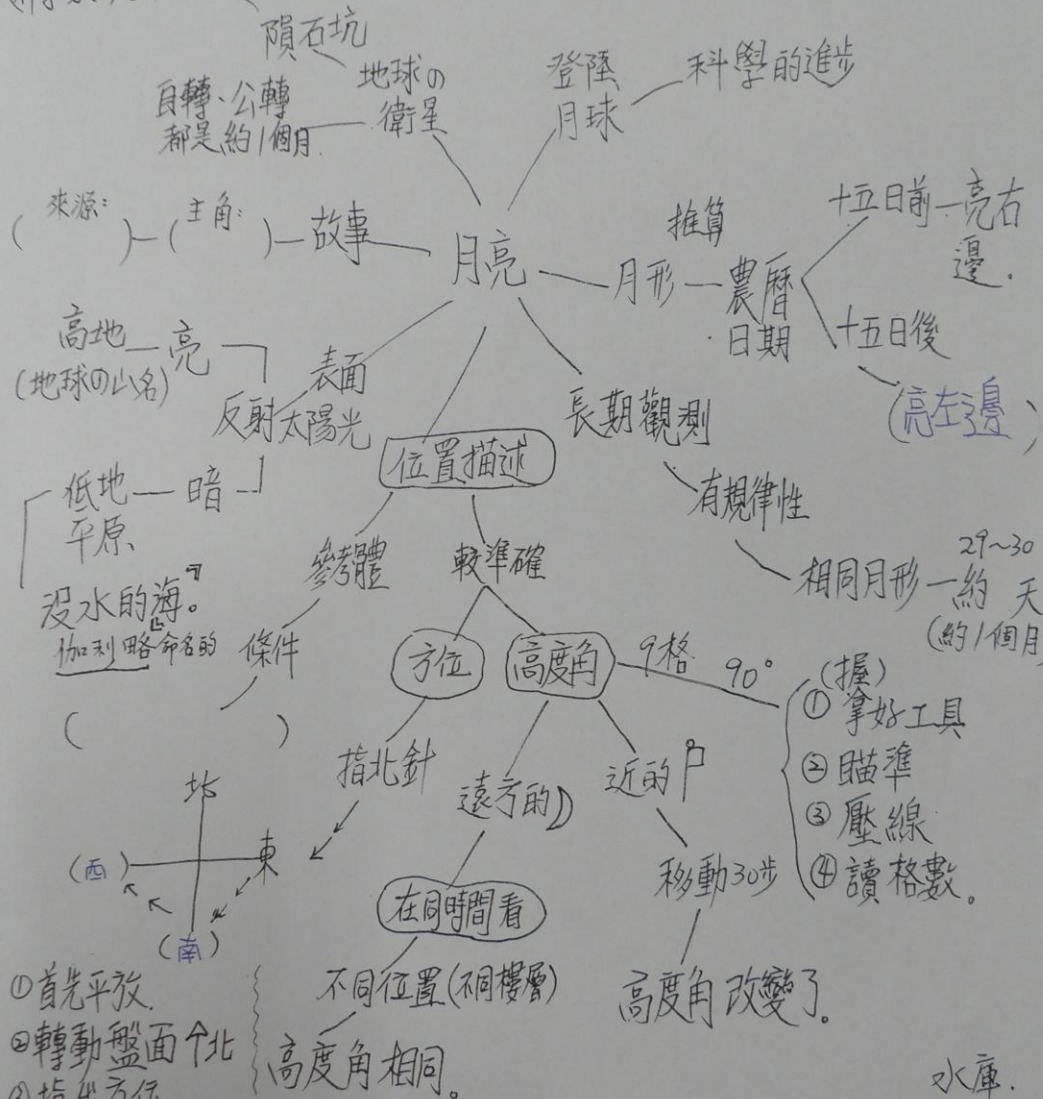 隕石坑
地球の
衛星
自轉、公轉
都是約1個月
登陸
月球
科學的進步
來源:
( )
主角:
( )
故事
月亮
月形
推算
農曆
日期
十五日前
亮右
邊。
十五日後
(亮左邊)
高地
(地球の山名)
亮
表面
反射太陽光
低地
平原
暗
沒水的「海」。
伽利略命名的
位置描述
長期觀測
有規律性
相同月形
約29~30天
(約1個月
參考體
條件
( )
較準確
方位
高度角
9格
90°
(握)
①拿好工具
②瞄準
③壓線
④讀格數。
指北針
北
東
(西)
(南)
遠方的
近的
移動30步
高度角改變了。
在同時間看
不同位置(不同樓層)
高度角相同。
①首先平放
②轉動盤面↑北
水庫.